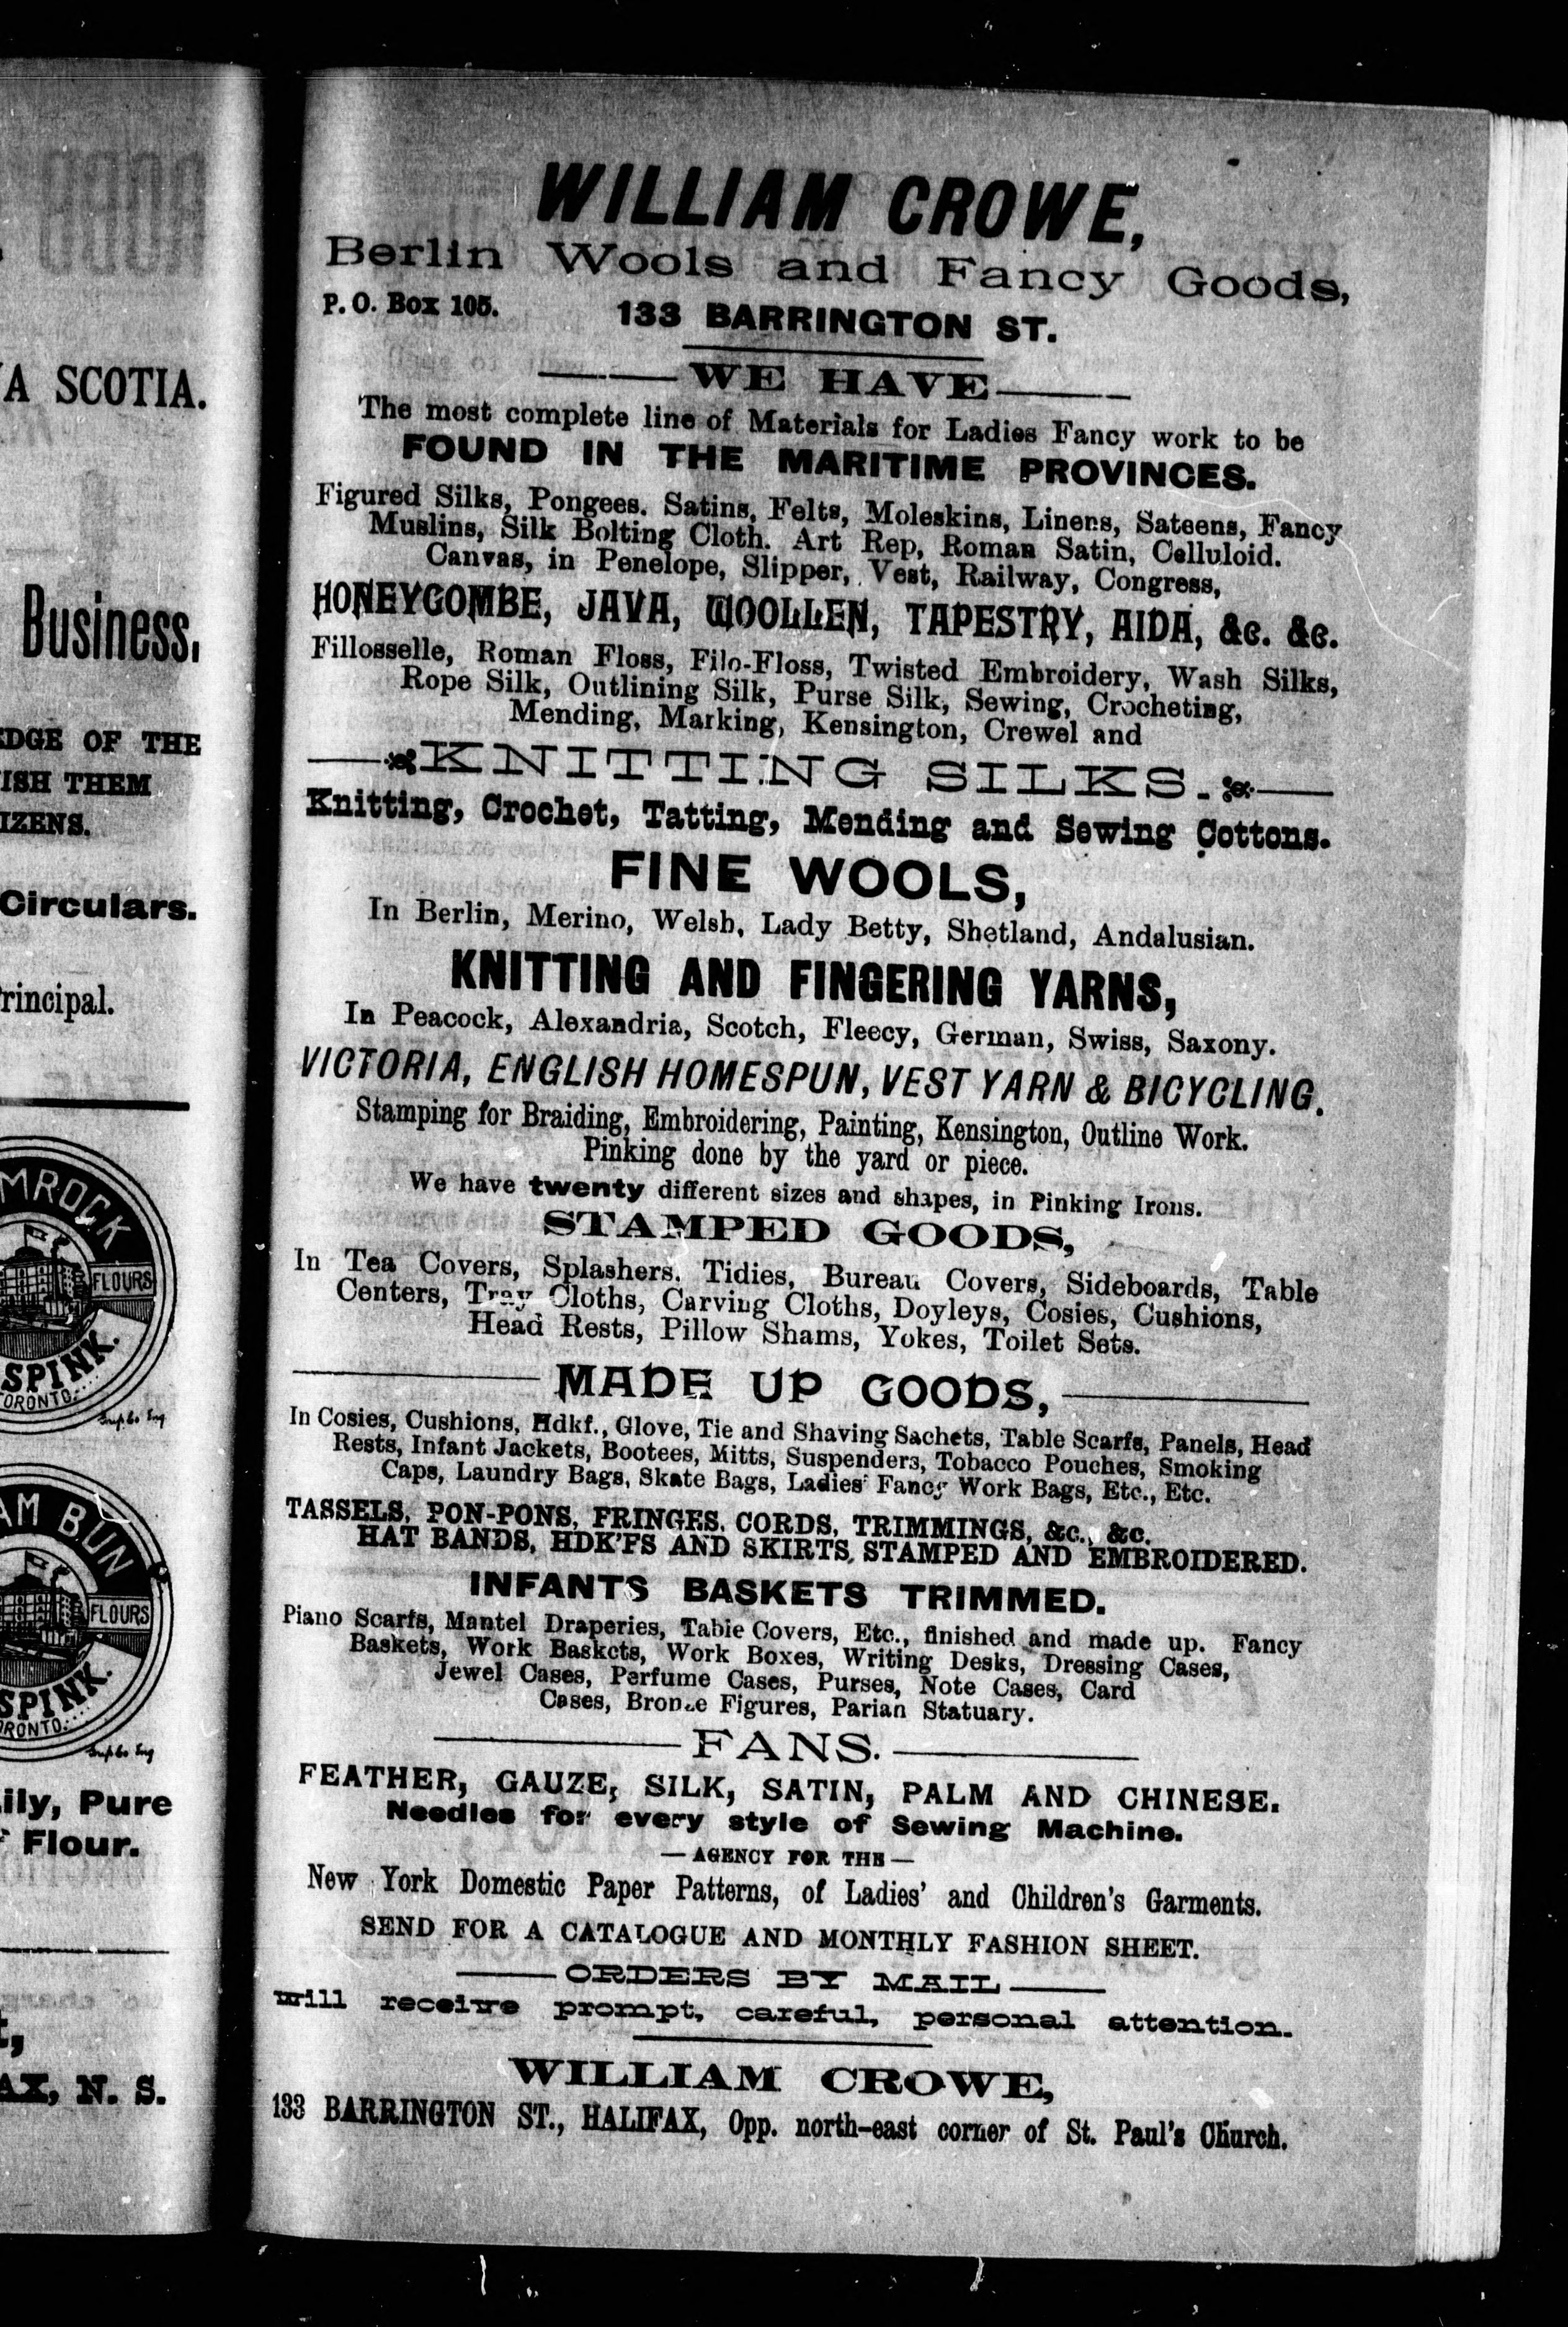 A SCOTIA.
Business,
DGE OF THE
ISH THEM
IZENS.
Circulars.
rincipal.
MROCK
FLOURS
SPINK.
TORONTO.
AM BUN
FLOURS
SPINK.
ORONTO.
ily, Pure
Flour.
AX, N. S.
WILLIAM CROWE,
Berlin Wools and Fancy Goods,
P. O. Box 105. 133 BARRINGTON ST.
WE HAVE
The most complete line of Materials for Ladies Fancy work to be
FOUND IN THE MARITIME PROVINCES.
Figured Silks, Pongees. Satins, Felts, Moleskins, Linens, Sateens, Fancy
Muslins, Silk Bolting Cloth. Art Rep, Roman Satin, Celluloid.
Canvas, in Penelope, Slipper, Vest, Railway, Congress,
HONEYCOMBE, JAVA, WOOLLEN, TAPESTRY, AIDA, &c. &c.
Fillosselle, Roman Floss, Filo-Floss, Twisted Embroidery, Wash Silks,
Rope Silk, Outlining Silk, Purse Silk, Sewing, Crocheting,
Mending, Marking, Kensington, Crewel and
KNITTING SILKS.
Knitting, Crochet, Tatting, Mending and Sewing Cottons.
FINE WOOLS,
In Berlin, Merino, Welsh, Lady Betty, Shetland, Andalusian.
KNITTING AND FINGERING YARNS,
In Peacock, Alexandria, Scotch, Fleecy, German, Swiss, Saxony.
VICTORIA, ENGLISH HOMESPUN, VEST YARN & BICYCLING.
Stamping for Braiding, Embroidering, Painting, Kensington, Outline Work.
Pinking done by the yard or piece.
We have twenty different sizes and shapes, in Pinking Irons.
STAMPED GOODS,
In Tea Covers, Splashers. Tidies, Bureau Covers, Sideboards, Table
Centers, Tray Cloths, Carving Cloths, Doyleys, Cosies, Cushions,
Head Rests, Pillow Shams, Yokes, Toilet Sets.
MADE UP GOODS,
In Cosies, Cushions, Hdkf., Glove, Tie and Shaving Sachets, Table Scarfs, Panels, Head
Rests, Infant Jackets, Bootees, Mitts, Suspenders, Tobacco Pouches, Smoking
Caps, Laundry Bags, Skate Bags, Ladies' Fancy Work Bags, Etc., Etc.
TASSELS, PON-PONS, FRINGES, CORDS, TRIMMINGS, &c., &c.
HAT BANDS, HDK'FS AND SKIRTS, STAMPED AND EMBROIDERED.
INFANTS BASKETS TRIMMED.
Piano Scarfs, Mantel Draperies, Table Covers, Etc., finished and made up. Fancy
Baskets, Work Baskets, Work Boxes, Writing Desks, Dressing Cases,
Jewel Cases, Perfume Cases, Purses, Note Cases, Card
Cases, Bronze Figures, Parian Statuary.
FANS.
FEATHER, GAUZE, SILK, SATIN, PALM AND CHINESE.
Needles for every style of Sewing Machine.
— AGENCY FOR THE —
New York Domestic Paper Patterns, of Ladies' and Children's Garments.
SEND FOR A CATALOGUE AND MONTHLY FASHION SHEET.
ORDERS BY MAIL
will receive prompt, careful, personal attention.
WILLIAM CROWE,
133 BARRINGTON ST., HALIFAX, Opp. north-east corner of St. Paul's Church.